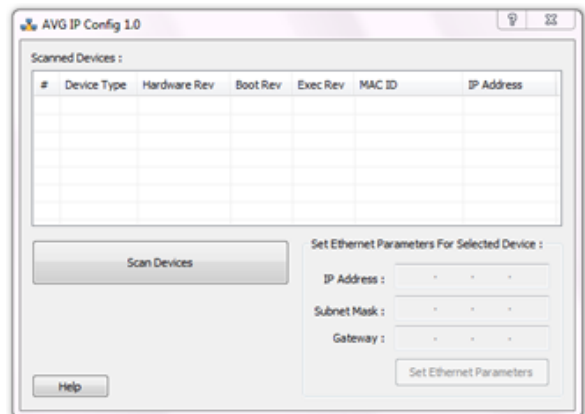 AVG IP Config 1.0
Scanned Devices :
# Device Type Hardware Rev Boot Rev Exec Rev MAC ID IP Address
Scan Devices
Set Ethernet Parameters For Selected Device :
IP Address :
Subnet Mask :
Gateway :
Set Ethernet Parameters
Help